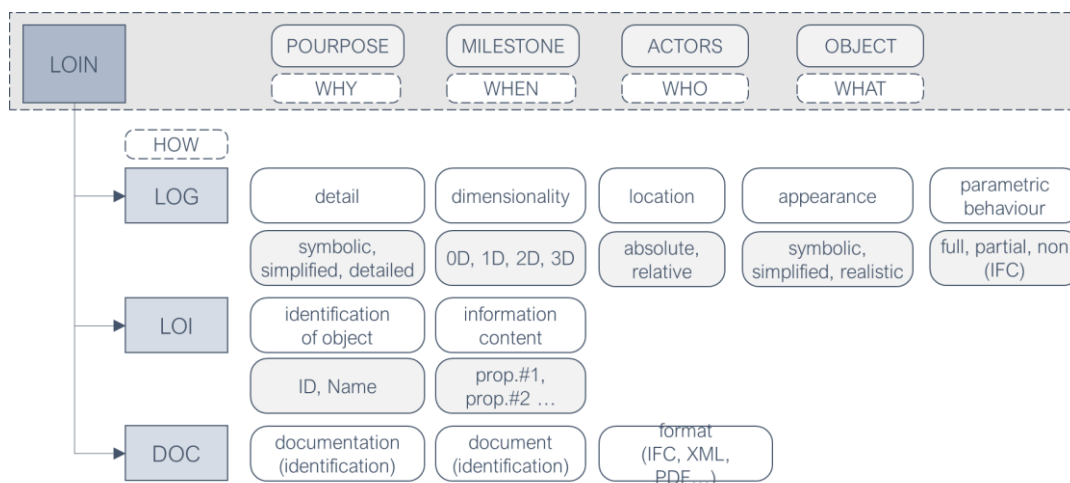 LOIN
POURPOSE
MILESTONE
ACTORS
OBJECT
WHY
WHEN
WHO
WHAT
HOW
LOG
detail
dimensionality
location
appearance
parametric
behaviour
symbolic,
simplified, detailed
0D, 1D, 2D, 3D
absolute,
relative
symbolic,
simplified, realistic
full, partial, non
(IFC)
LOI
identification
of object
information
content
ID, Name
prop.#1,
prop.#2 ...
DOC
documentation
(identification)
document
(identification)
format
(IFC, XML,
PDF...)